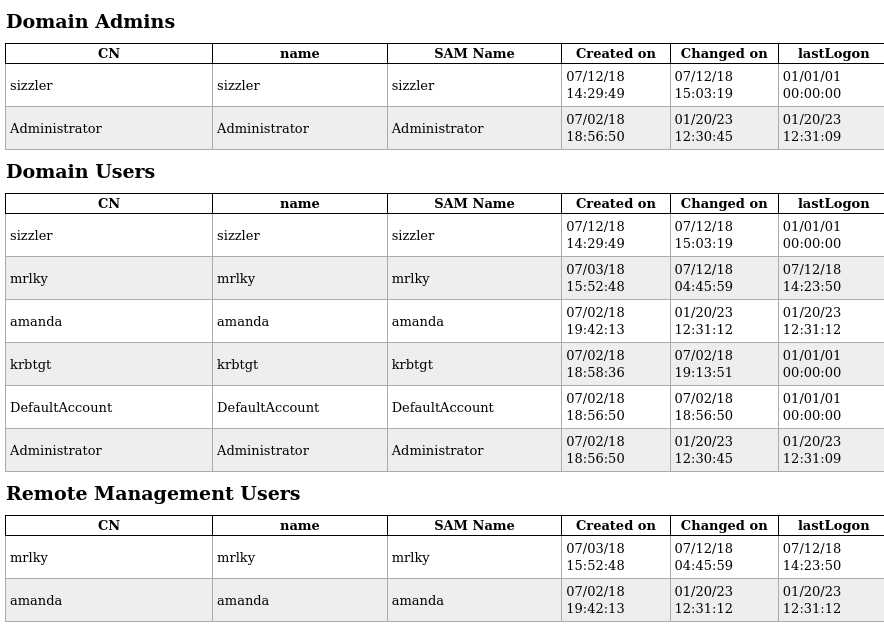 Domain Admins
CN name SAM Name Created on Changed on lastLogon
sizzler sizzler sizzler 07/12/18 14:29:49 07/12/18 15:03:19 01/01/01 00:00:00
Administrator Administrator Administrator 07/02/18 18:56:50 01/20/23 12:30:45 01/20/23 12:31:09
Domain Users
CN name SAM Name Created on Changed on lastLogon
sizzler sizzler sizzler 07/12/18 14:29:49 07/12/18 15:03:19 01/01/01 00:00:00
mrlky mrlky mrlky 07/03/18 15:52:48 07/12/18 04:45:59 07/12/18 14:23:50
amanda amanda amanda 07/02/18 19:42:13 01/20/23 12:31:12 01/20/23 12:31:12
krbtgt krbtgt krbtgt 07/02/18 18:58:36 07/02/18 19:13:51 01/01/01 00:00:00
DefaultAccount DefaultAccount DefaultAccount 07/02/18 18:56:50 07/02/18 18:56:50 01/01/01 00:00:00
Administrator Administrator Administrator 07/02/18 18:56:50 01/20/23 12:30:45 01/20/23 12:31:09
Remote Management Users
CN name SAM Name Created on Changed on lastLogon
mrlky mrlky mrlky 07/03/18 15:52:48 07/12/18 04:45:59 07/12/18 14:23:50
amanda amanda amanda 07/02/18 19:42:13 01/20/23 12:31:12 01/20/23 12:31:12